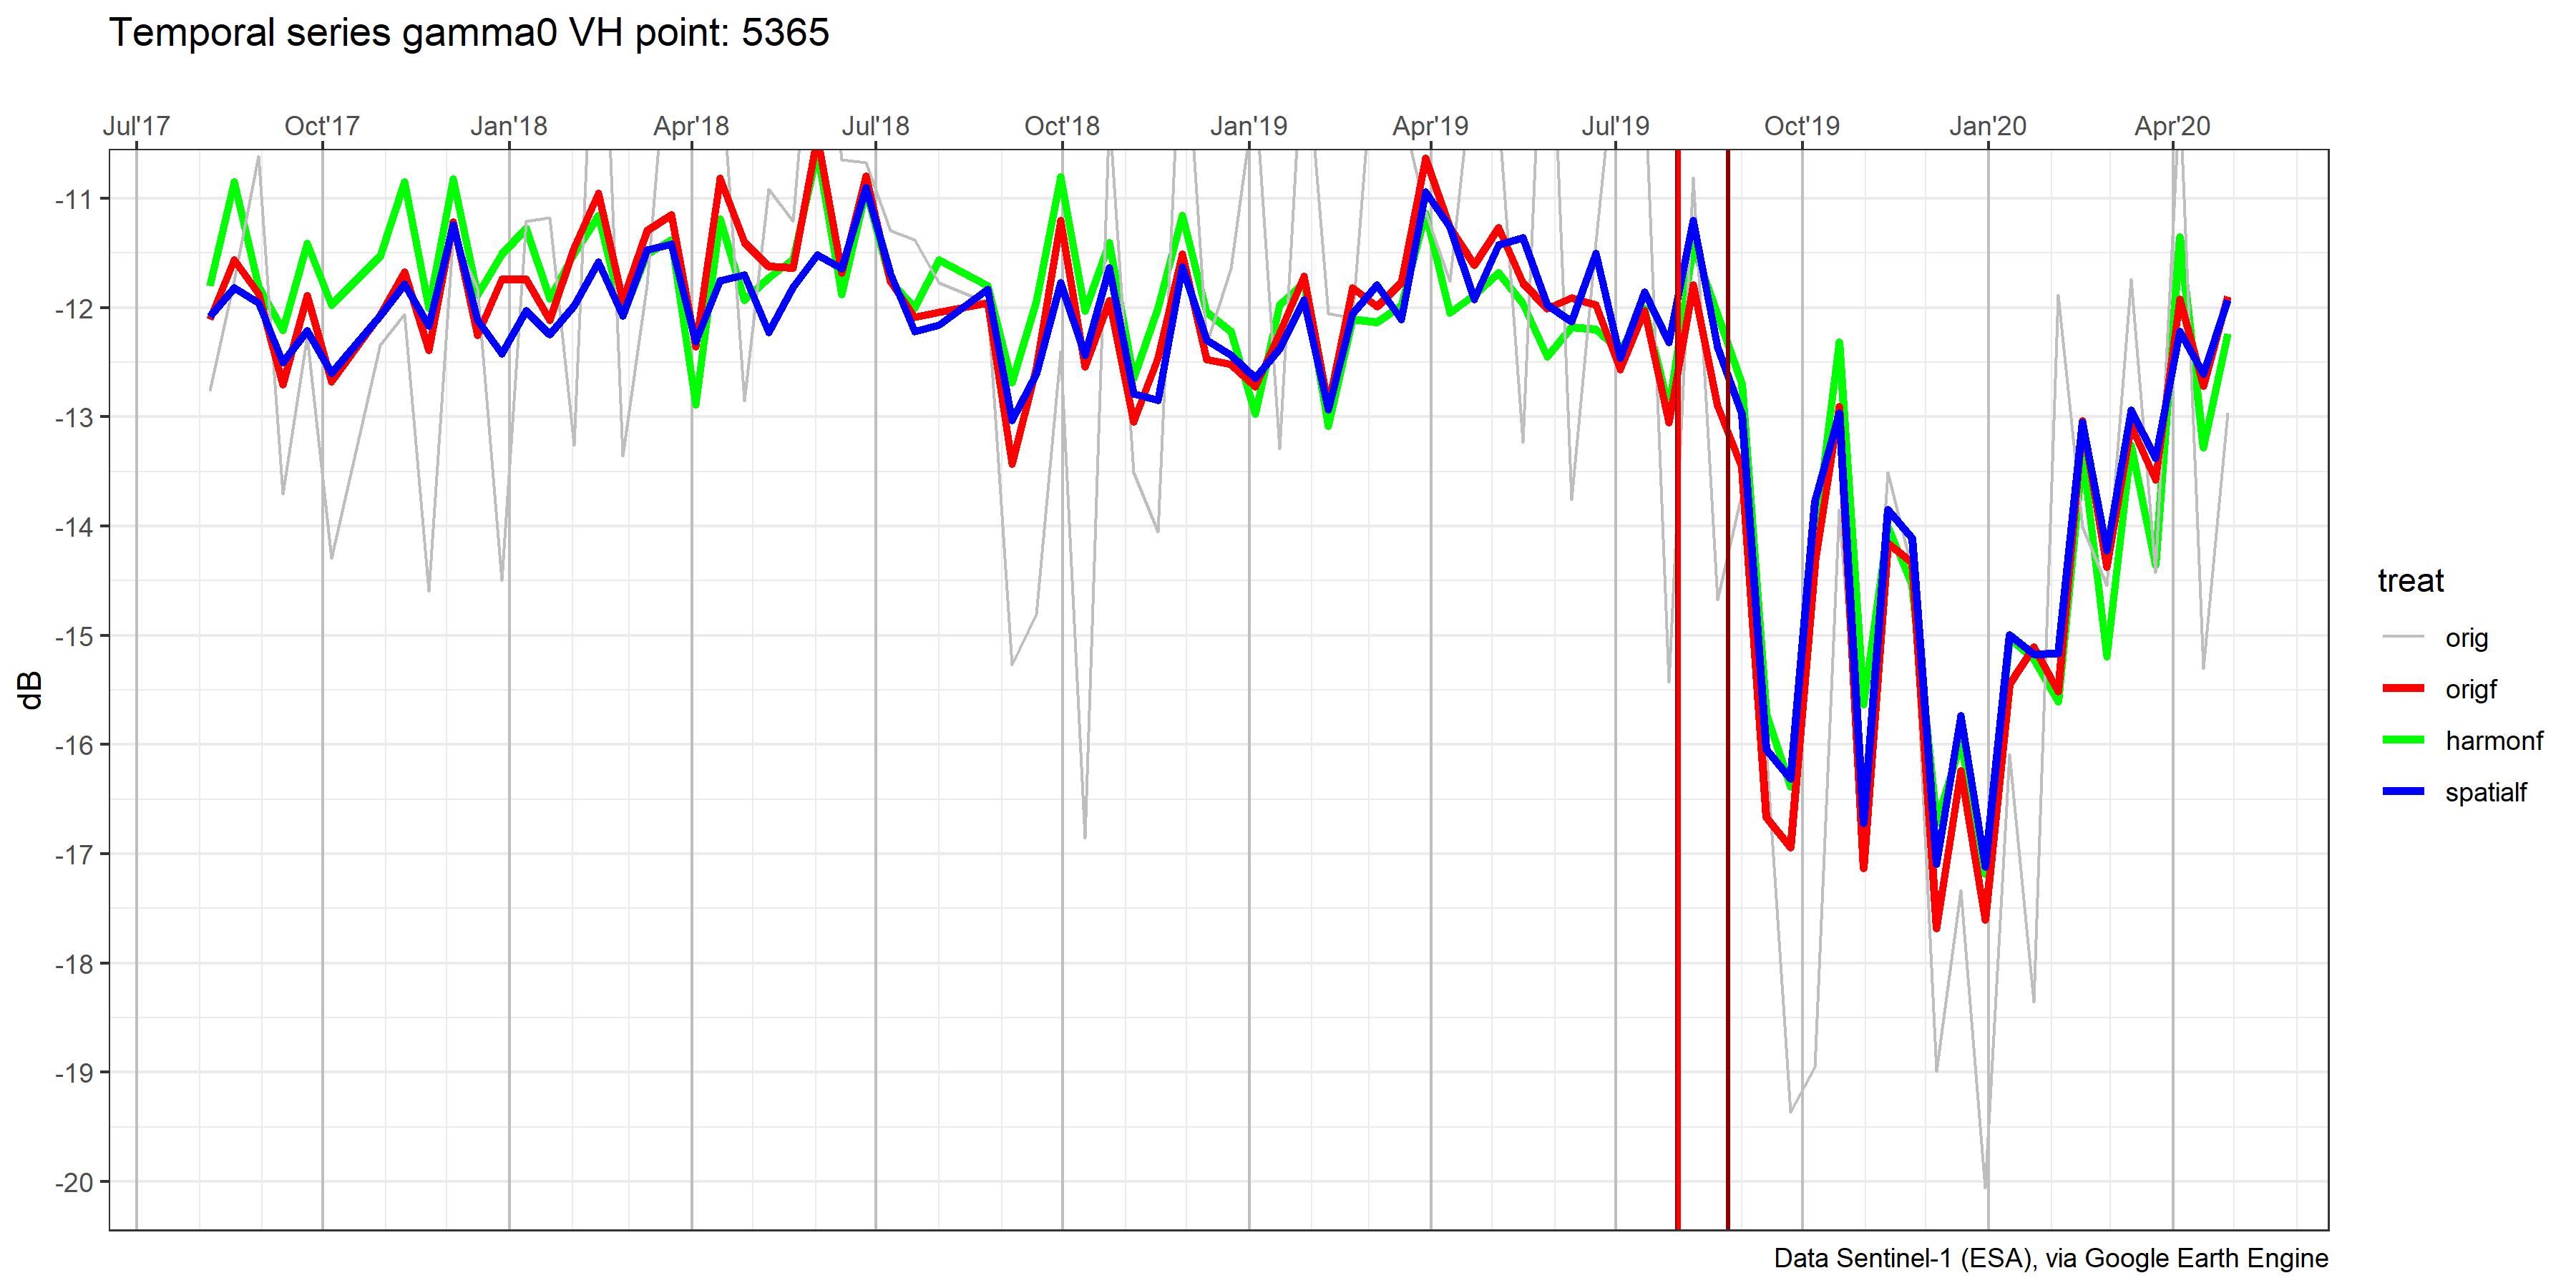 Temporal series gamma0 VH point: 5365
Jul'17 Oct'17 Jan'18 Apr'18 Jul'18 Oct'18 Jan'19 Apr'19 Jul'19 Oct'19 Jan'20 Apr'20
-11
-12
-13
-14
-15
-16
-17
-18
-19
-20
dB
treat
orig
origf
harmonf
spatialf
Data Sentinel-1 (ESA), via Google Earth Engine